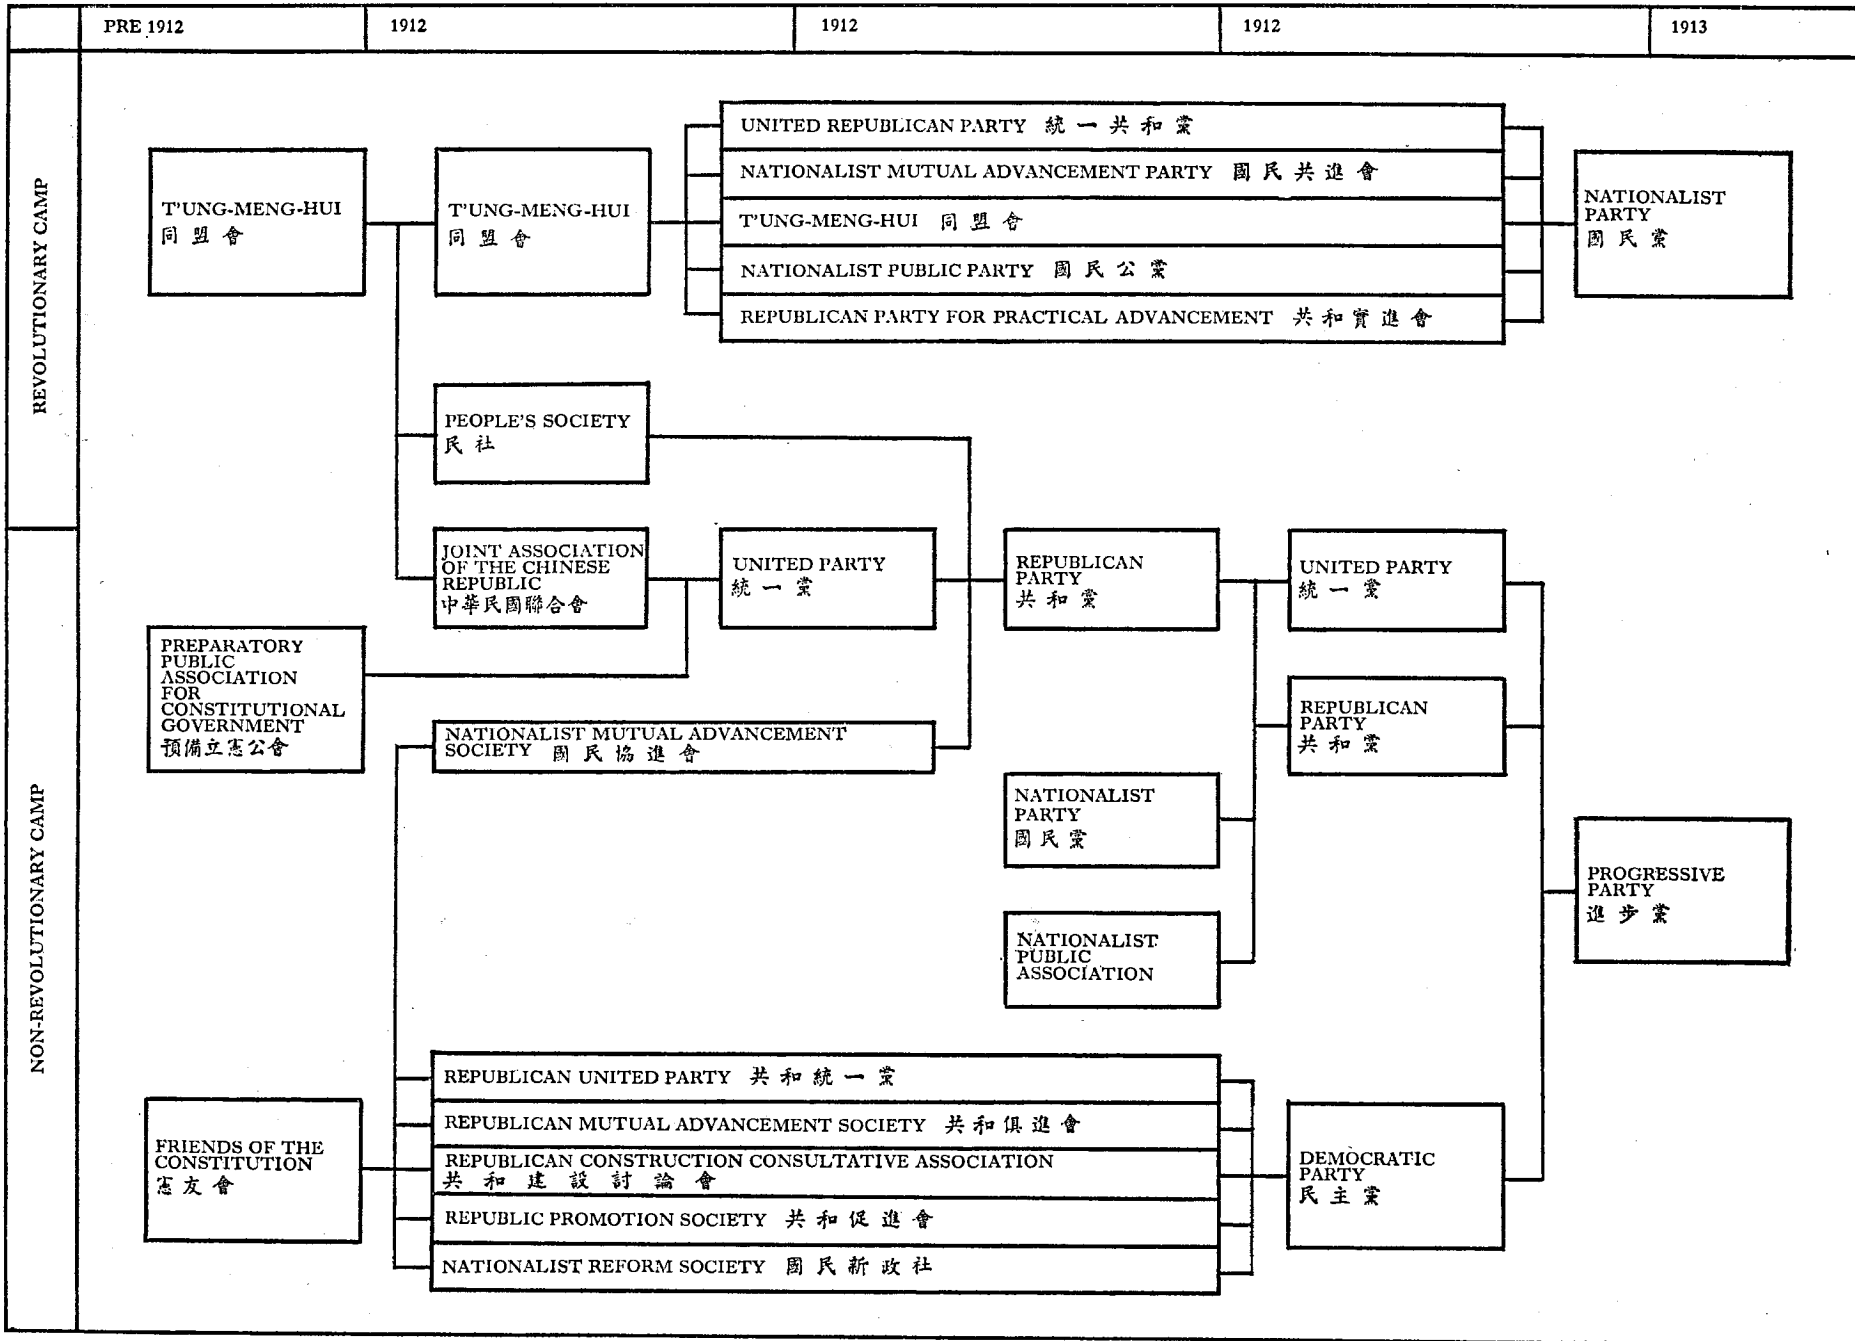 PRE 1912
1912
1912
1912
1913
REVOLUTIONARY CAMP
NON-REVOLUTIONARY CAMP
T'UNG-MENG-HUI
同盟會
T'UNG-MENG-HUI
同盟會
UNITED REPUBLICAN PARTY 統一共和黨
NATIONALIST MUTUAL ADVANCEMENT PARTY 國民共進會
T'UNG-MENG-HUI 同盟會
NATIONALIST PUBLIC PARTY 國民公黨
REPUBLICAN PARTY FOR PRACTICAL ADVANCEMENT 共和實進會
NATIONALIST
PARTY
國民黨
PEOPLE'S SOCIETY
民社
JOINT ASSOCIATION
OF THE CHINESE
REPUBLIC
中華民國聯合會
UNITED PARTY
統一黨
REPUBLICAN
PARTY
共和黨
UNITED PARTY
統一黨
PREPARATORY
PUBLIC
ASSOCIATION
FOR
CONSTITUTIONAL
GOVERNMENT
預備立憲公會
NATIONALIST MUTUAL ADVANCEMENT
SOCIETY 國民協進會
REPUBLICAN
PARTY
共和黨
NATIONALIST
PARTY
國民黨
NATIONALIST
PUBLIC
ASSOCIATION
PROGRESSIVE
PARTY
進步黨
FRIENDS OF THE
CONSTITUTION
憲友會
REPUBLICAN UNITED PARTY 共和統一黨
REPUBLICAN MUTUAL ADVANCEMENT SOCIETY 共和俱進會
REPUBLICAN CONSTRUCTION CONSULTATIVE ASSOCIATION
共和建設討論會
REPUBLIC PROMOTION SOCIETY 共和促進會
NATIONALIST REFORM SOCIETY 國民新政社
DEMOCRATIC
PARTY
民主黨